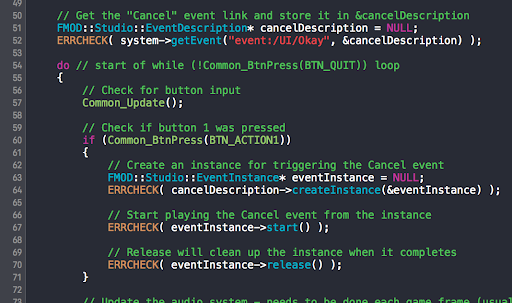 49
50 // Get the "Cancel" event link and store it in &cancelDescription
51 FMOD::Studio::EventDescription* cancelDescription = NULL;
52 ERRCHECK( system->getEvent("event:/UI/Okay", &cancelDescription) );
53
54 do // start of while (!Common_BtnPress(BTN_QUIT)) loop
55 {
56 // Check for button input
57 Common_Update();
58
59 // Check if button 1 was pressed
60 if (Common_BtnPress(BTN_ACTION1))
61 {
62 // Create an instance for triggering the Cancel event
63 FMOD::Studio::EventInstance* eventInstance = NULL;
64 ERRCHECK( cancelDescription->createInstance(&eventInstance) );
65
66 // Start playing the Cancel event from the instance
67 ERRCHECK( eventInstance->start() );
68
69 // Release will clean up the instance when it completes
70 ERRCHECK( eventInstance->release() );
71 }
72
// Update the audio system - needs to be done each game frame (usual